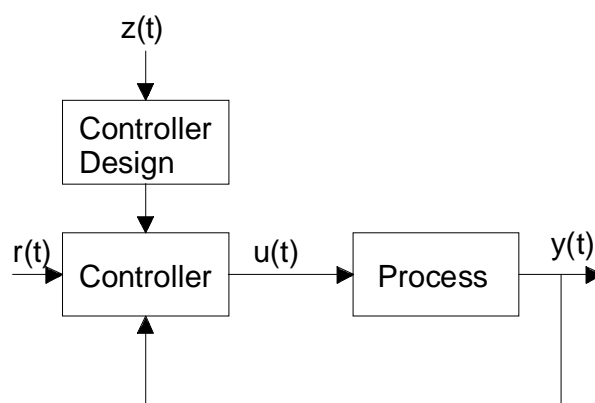 z(t)
Controller
Design
r(t)
Controller
u(t)
Process
y(t)